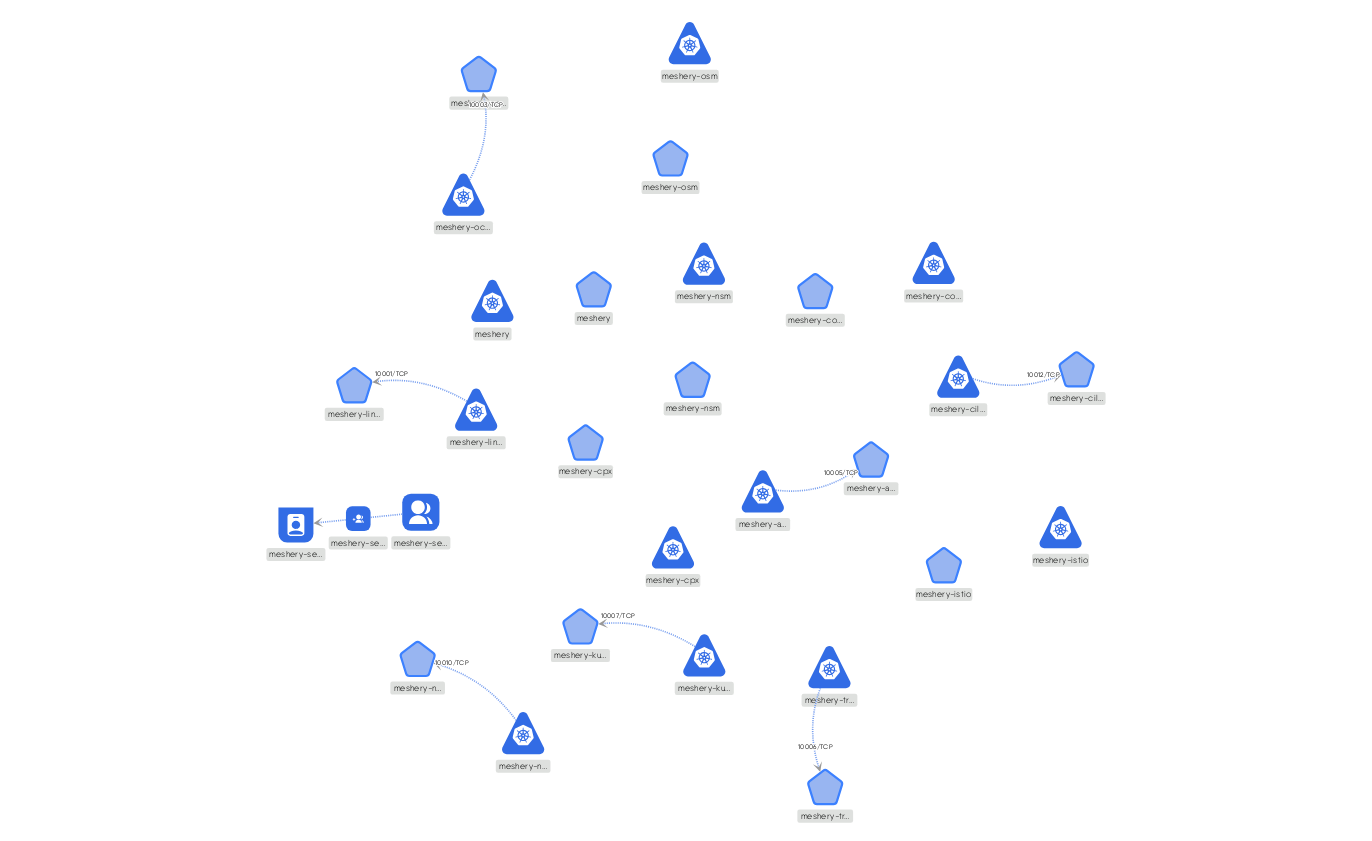 meshery-osm
10003/TCP
meshery-osm
meshery-oc...
meshery-nsm
meshery-co...
meshery
meshery-co...
meshery
10001/TCP
10012/TCP
meshery-cil...
meshery-nsm
meshery-cil...
meshery-lin...
meshery-lin...
meshery-cpx
10005/TCP
meshery-a...
meshery-a...
meshery-se...
meshery-se...
meshery-se...
meshery-istio
meshery-cpx
meshery-istio
10007/TCP
meshery-ku...
10010/TCP
meshery-n...
meshery-ku...
meshery-tr...
10006/TCP
meshery-n...
meshery-tr...